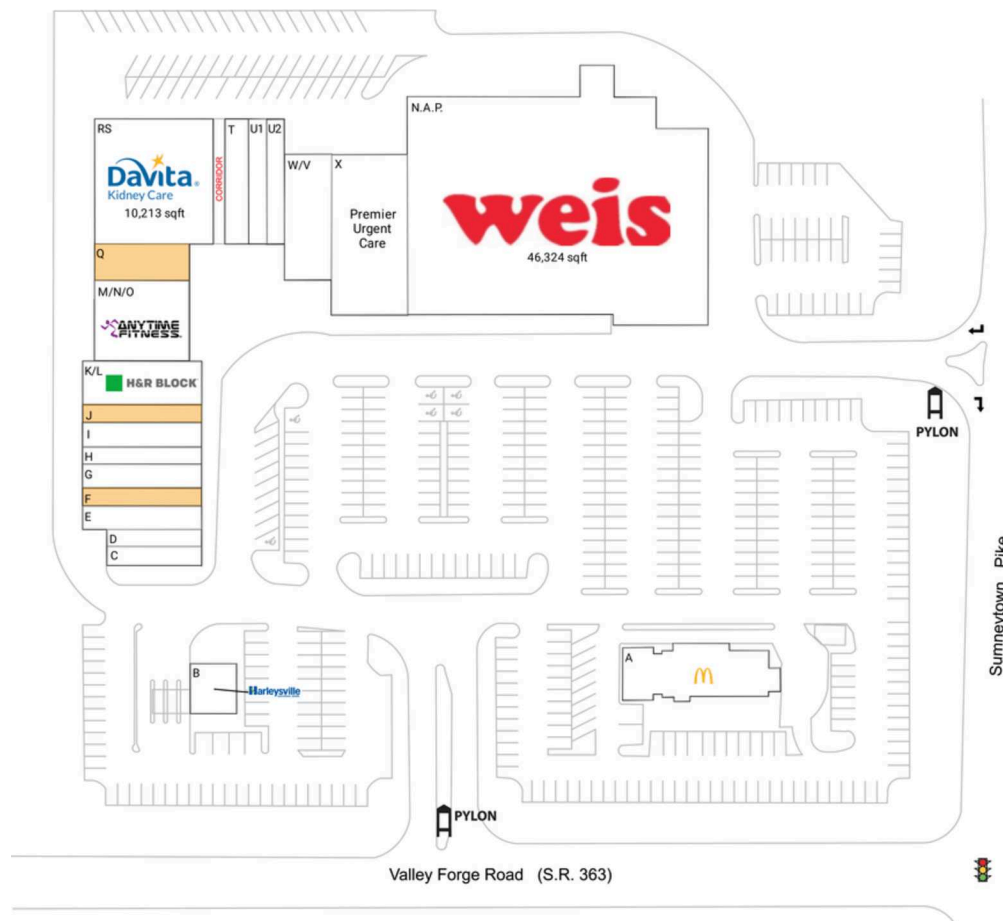 N.A.P.
weis
46,324 sqft
RS
DaVita®
Kidney Care
10,213 sqft
CORRIDOR
T
U1
U2
W/V
X
Premier
Urgent
Care
Q
M/N/O
ANYTIME
FITNESS
K/L
H&R BLOCK
J
I
H
G
F
E
D
C
PYLON
Sumneytown Pike
A
B
Harleysville
PYLON
Valley Forge Road (S.R. 363)